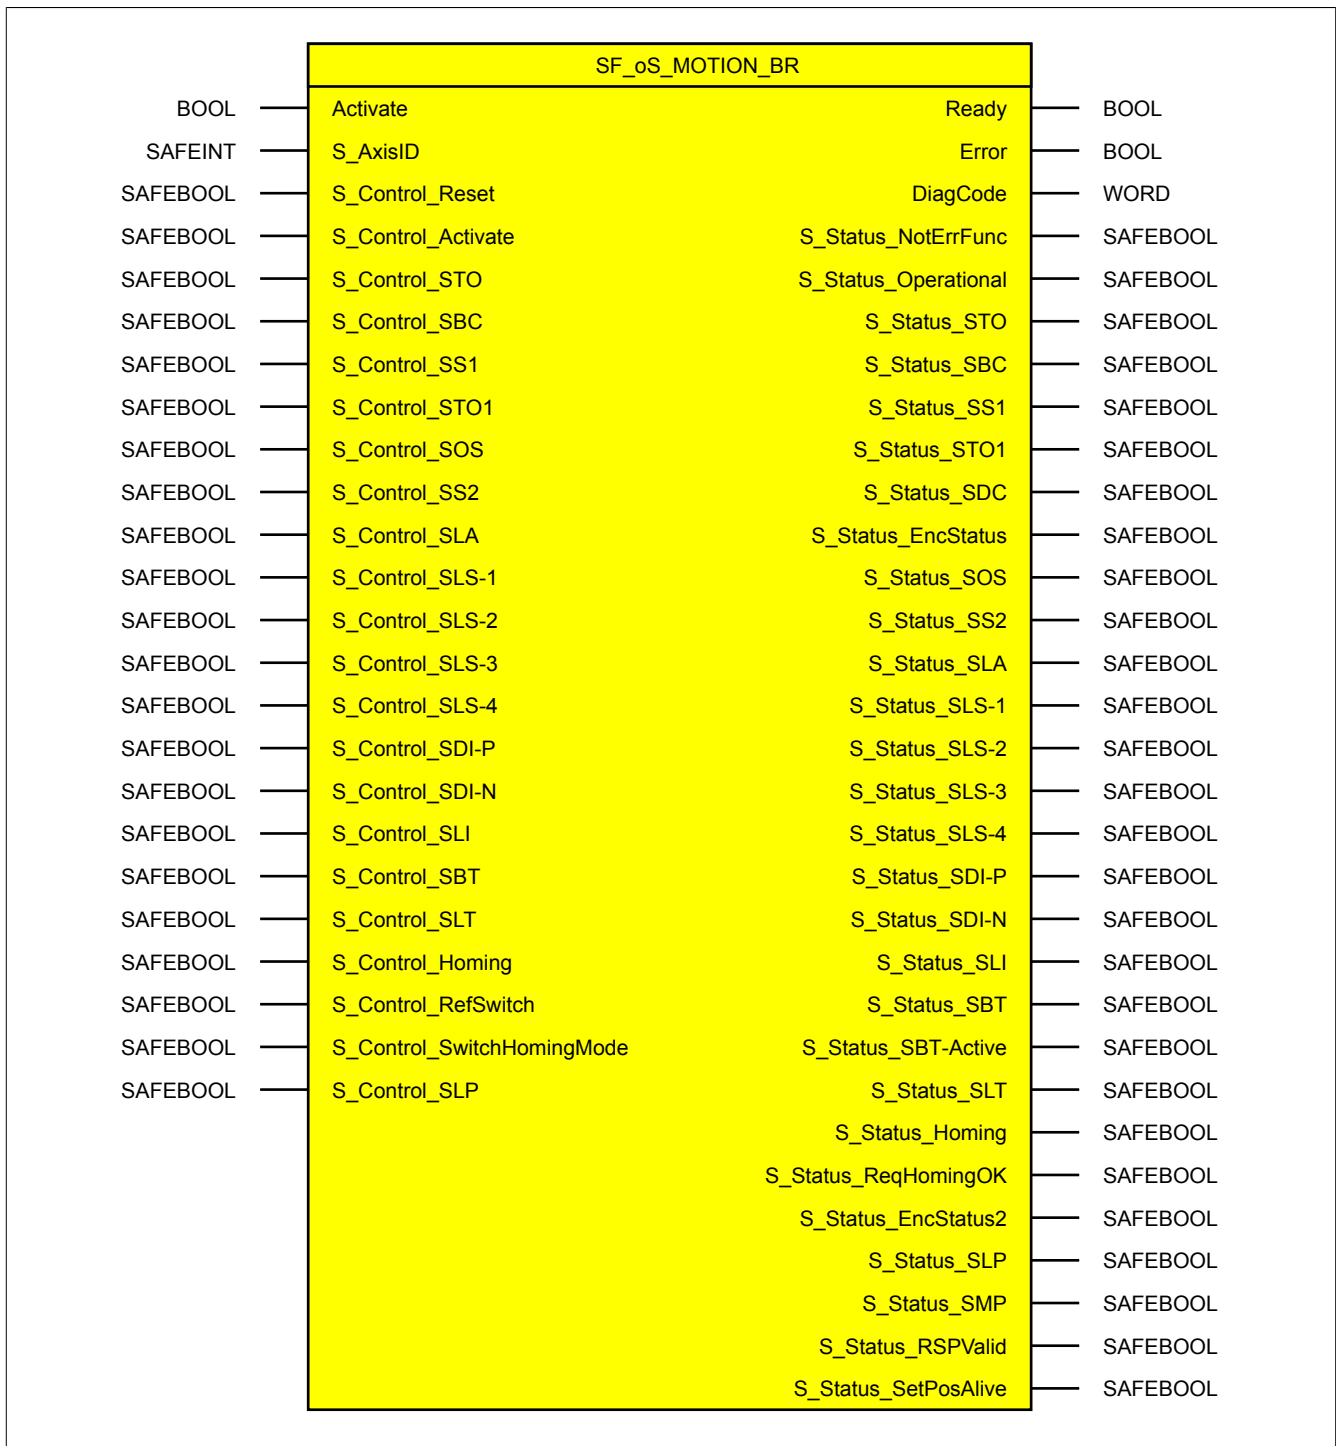 SF_oS_MOTION_BR
BOOL Activate Ready BOOL
SAFEINT S_AxisID Error BOOL
SAFEBOOL S_Control_Reset DiagCode WORD
SAFEBOOL S_Control_Activate S_Status_NotErrFunc SAFEBOOL
SAFEBOOL S_Control_STO S_Status_Operational SAFEBOOL
SAFEBOOL S_Control_SBC S_Status_STO SAFEBOOL
SAFEBOOL S_Control_SS1 S_Status_SBC SAFEBOOL
SAFEBOOL S_Control_STO1 S_Status_SS1 SAFEBOOL
SAFEBOOL S_Control_SOS S_Status_STO1 SAFEBOOL
SAFEBOOL S_Control_SS2 S_Status_SDC SAFEBOOL
SAFEBOOL S_Control_SLA S_Status_EncStatus SAFEBOOL
SAFEBOOL S_Control_SLS-1 S_Status_SOS SAFEBOOL
SAFEBOOL S_Control_SLS-2 S_Status_SS2 SAFEBOOL
SAFEBOOL S_Control_SLS-3 S_Status_SLA SAFEBOOL
SAFEBOOL S_Control_SLS-4 S_Status_SLS-1 SAFEBOOL
SAFEBOOL S_Control_SDI-P S_Status_SLS-2 SAFEBOOL
SAFEBOOL S_Control_SDI-N S_Status_SLS-3 SAFEBOOL
SAFEBOOL S_Control_SLI S_Status_SLS-4 SAFEBOOL
SAFEBOOL S_Control_SBT S_Status_SDI-P SAFEBOOL
SAFEBOOL S_Control_SLT S_Status_SDI-N SAFEBOOL
SAFEBOOL S_Control_Homing S_Status_SLI SAFEBOOL
SAFEBOOL S_Control_RefSwitch S_Status_SBT SAFEBOOL
SAFEBOOL S_Control_SwitchHomingMode S_Status_SBT-Active SAFEBOOL
SAFEBOOL S_Control_SLP S_Status_SLT SAFEBOOL
S_Status_Homing SAFEBOOL
S_Status_ReqHomingOK SAFEBOOL
S_Status_EncStatus2 SAFEBOOL
S_Status_SLP SAFEBOOL
S_Status_SMP SAFEBOOL
S_Status_RSPValid SAFEBOOL
S_Status_SetPosAlive SAFEBOOL